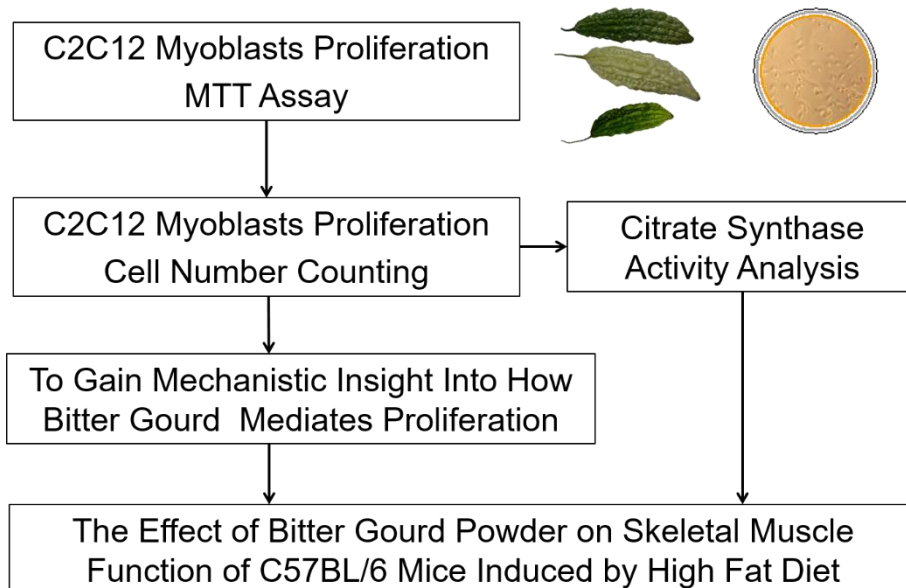 C2C12 Myoblasts Proliferation
MTT Assay
C2C12 Myoblasts Proliferation
Cell Number Counting
Citrate Synthase
Activity Analysis
To Gain Mechanistic Insight Into How
Bitter Gourd Mediates Proliferation
The Effect of Bitter Gourd Powder on Skeletal Muscle
Function of C57BL/6 Mice Induced by High Fat Diet